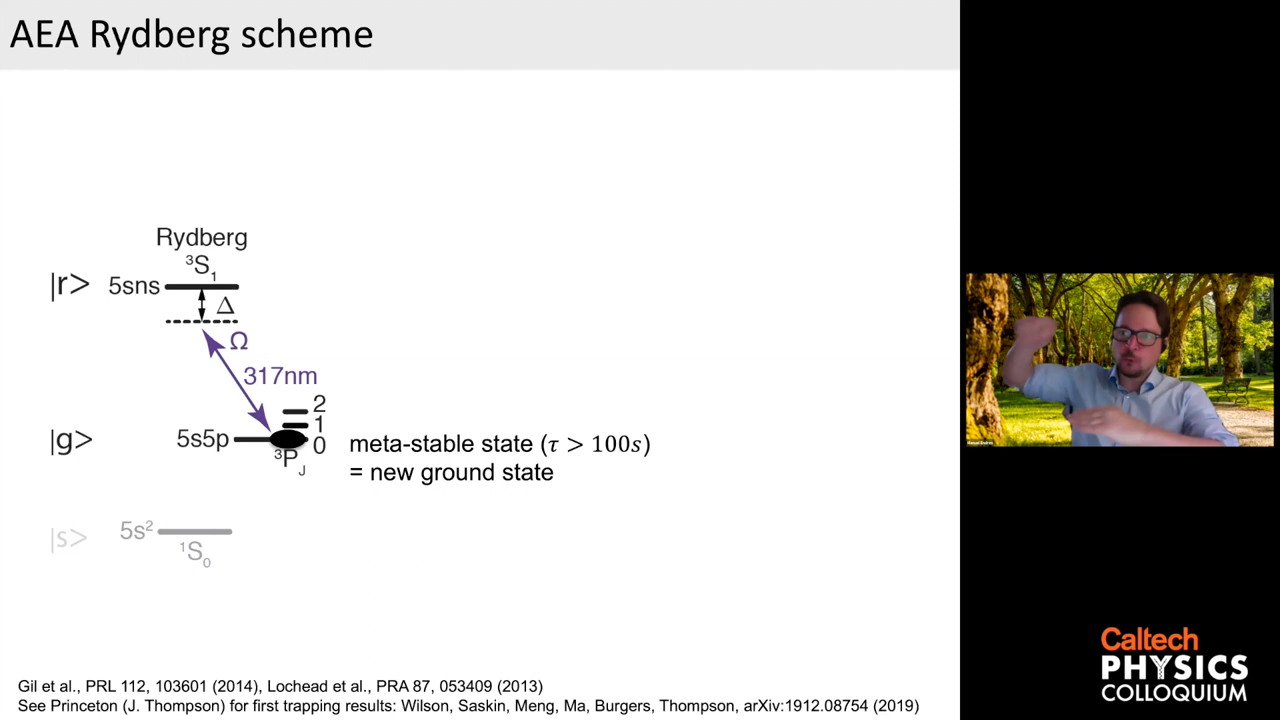 AEA Rydberg scheme
Rydberg
³S₁
|r> 5sns
Δ
Ω
317nm
2
1
|g> 5s5p 0
³P_J
meta-stable state (τ > 100s)
= new ground state
|s> 5s²
¹S₀
Gil et al., PRL 112, 103601 (2014), Lochead et al., PRA 87, 053409 (2013)
See Princeton (J. Thompson) for first trapping results: Wilson, Saskin, Meng, Ma, Burgers, Thompson, arXiv:1912.08754 (2019)
Caltech
PHYSICS
COLLOQUIUM